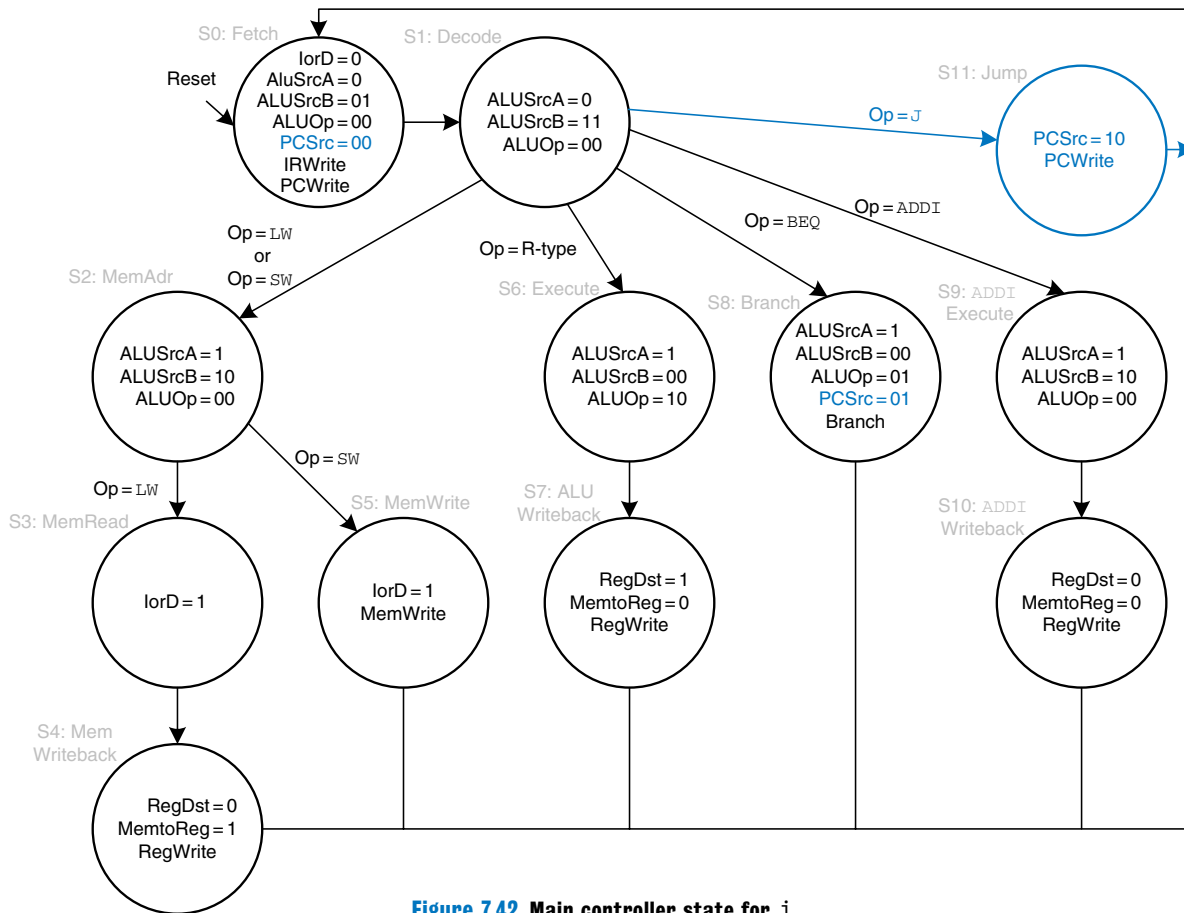 S0: Fetch
Reset
IorD = 0
AluSrcA = 0
ALUSrcB = 01
ALUOp = 00
PCSrc = 00
IRWrite
PCWrite
S1: Decode
ALUSrcA = 0
ALUSrcB = 11
ALUOp = 00
Op = J
S11: Jump
PCSrc = 10
PCWrite
Op = LW
or
Op = SW
Op = R-type
Op = BEQ
Op = ADDI
S2: MemAdr
ALUSrcA = 1
ALUSrcB = 10
ALUOp = 00
S6: Execute
ALUSrcA = 1
ALUSrcB = 00
ALUOp = 10
S8: Branch
ALUSrcA = 1
ALUSrcB = 00
ALUOp = 01
PCSrc = 01
Branch
S9: ADDI
Execute
ALUSrcA = 1
ALUSrcB = 10
ALUOp = 00
Op = LW
Op = SW
S3: MemRead
IorD = 1
S5: MemWrite
IorD = 1
MemWrite
S7: ALU
Writeback
RegDst = 1
MemtoReg = 0
RegWrite
S10: ADDI
Writeback
RegDst = 0
MemtoReg = 0
RegWrite
S4: Mem
Writeback
RegDst = 0
MemtoReg = 1
RegWrite
Figure 7.42 Main controller state for j